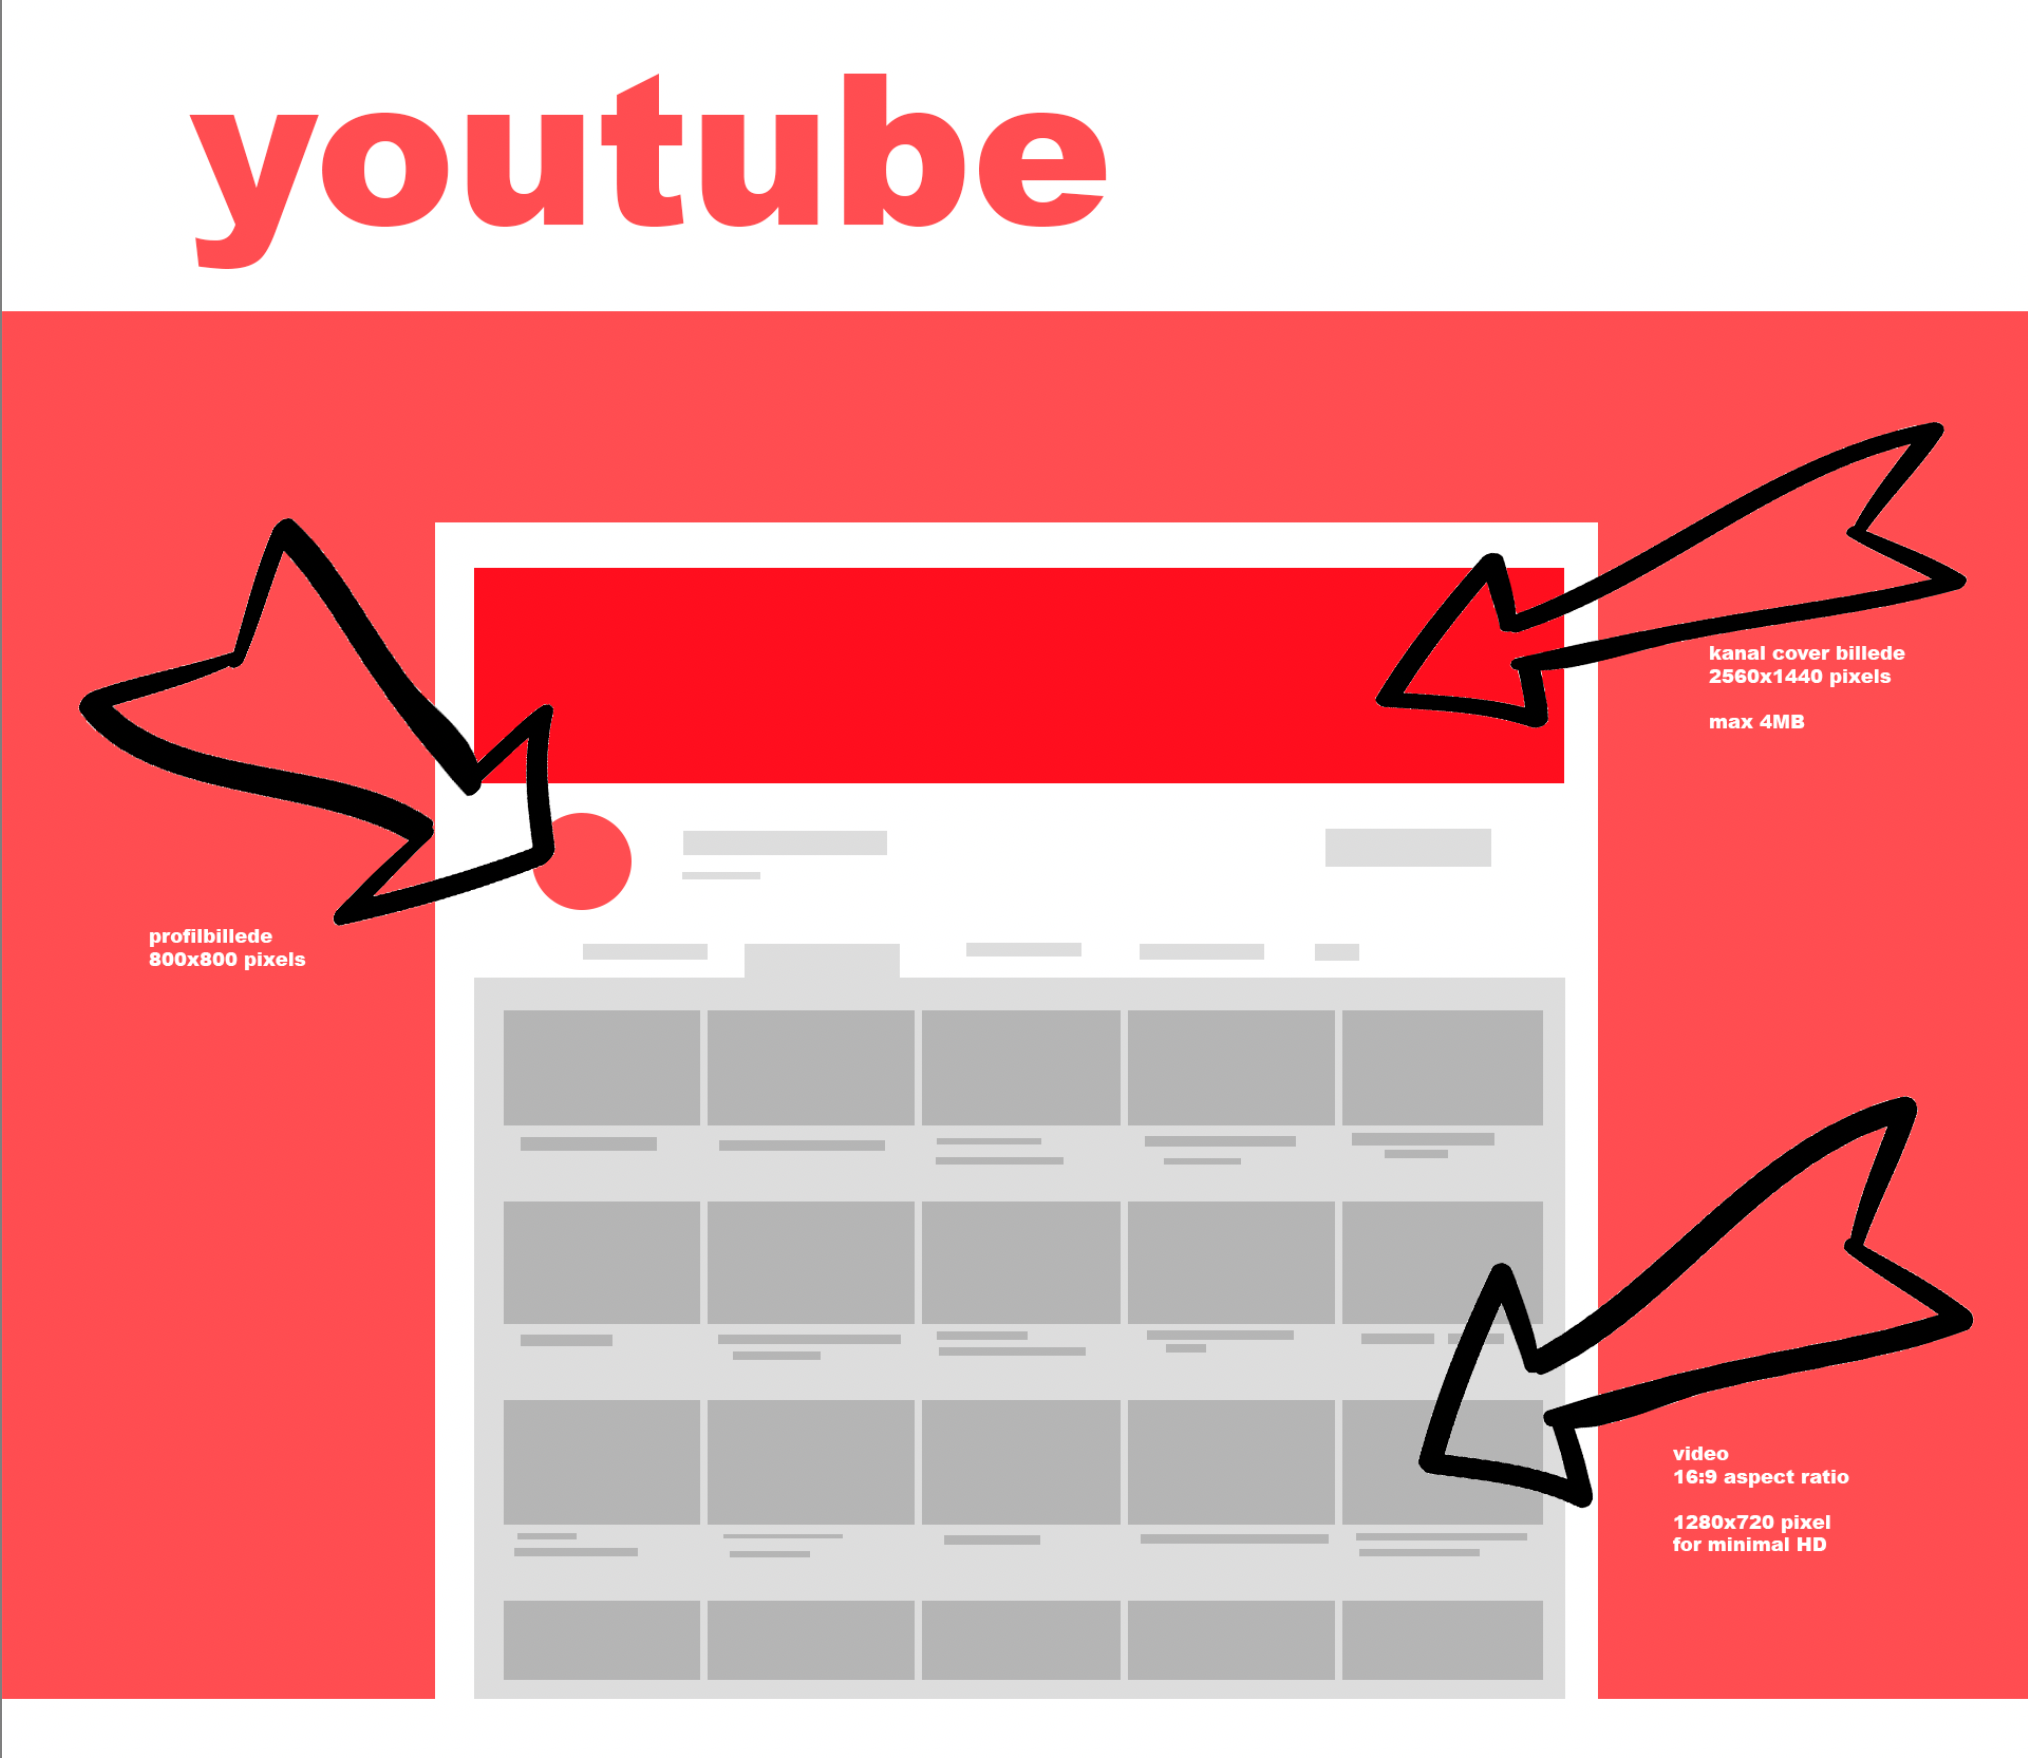 youtube
kanal cover billede
2560x1440 pixels
max 4MB
profilbillede
800x800 pixels
video
16:9 aspect ratio
1280x720 pixel
for minimal HD